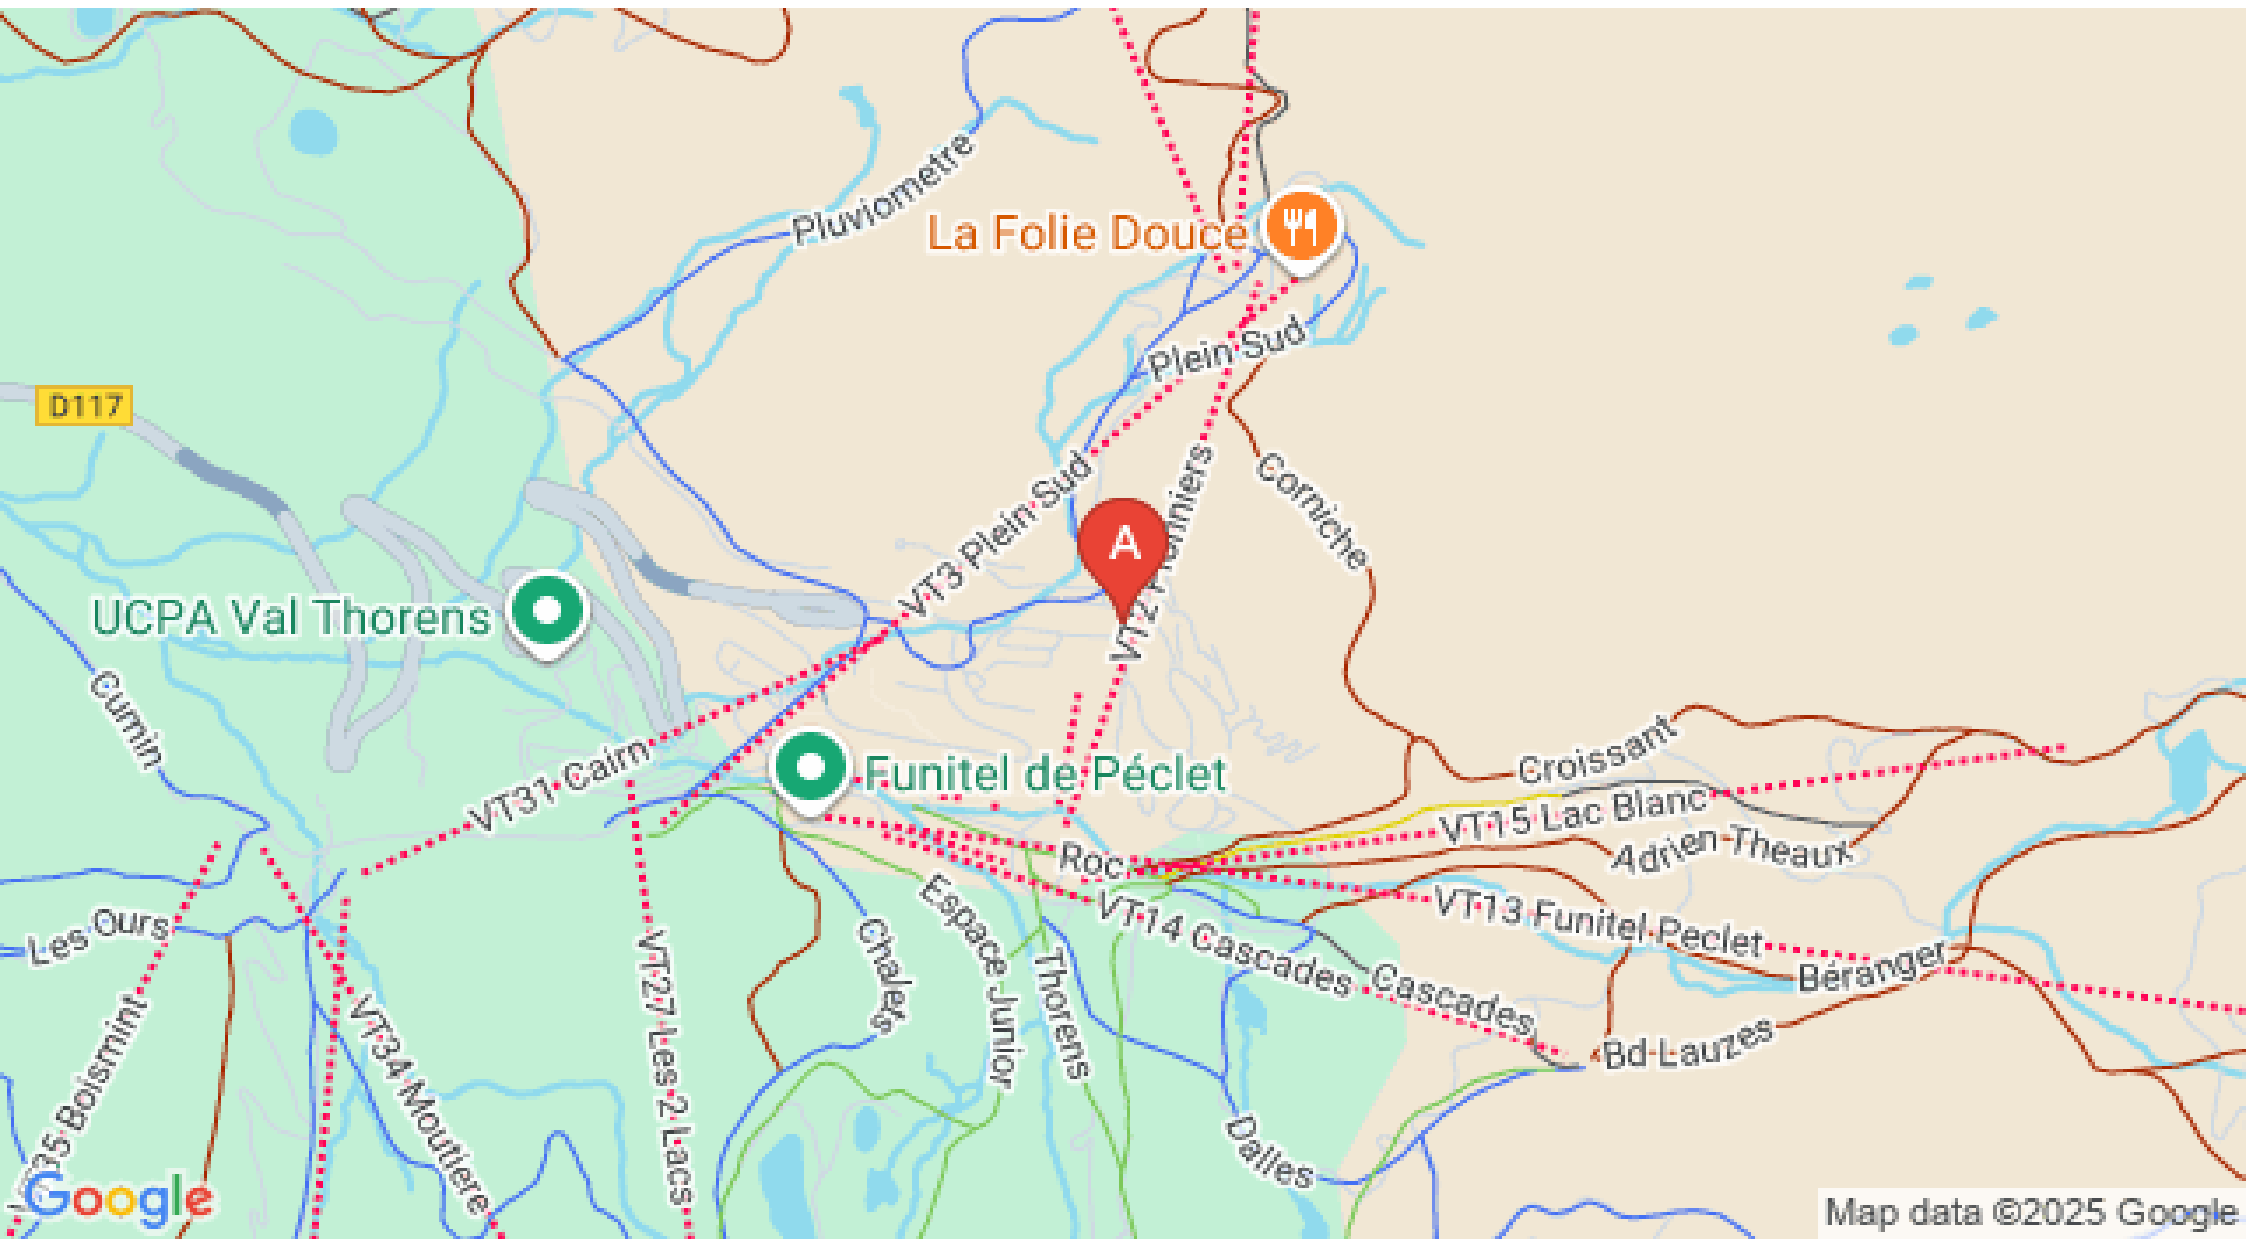 Pluviometre
La Folie Douce
Plein Sud
D117
Corniche
VT3 Plein Sud
A
VT2
UCPA Val Thorens
Cumin
VT31 Cairn
Funitel de Péclet
Croissant
VT15 Lac Blanc
Adrien Theaux
Roc
VT13 Funitel Peclet
VT14 Cascades
Cascades
Béranger
Bd Lauzes
Les Ours
Chalets
Espace Junior
Thorens
VT27 Les 2 Lacs
VT34 Moutiere
Boismint
Dalles
Google
Map data ©2025 Google